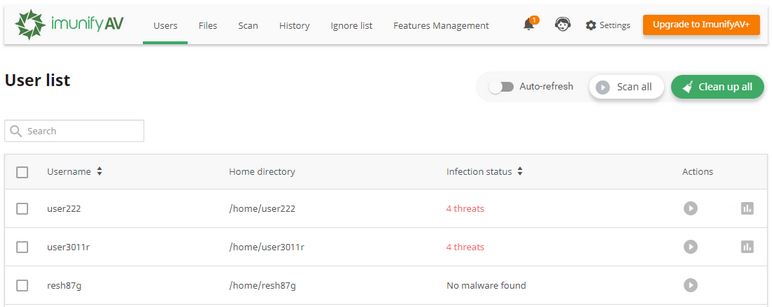 imunifyAV Users Files Scan History Ignore list Features Management 1 Settings Upgrade to ImunifyAV+
User list
Auto-refresh Scan all Clean up all
Search
Username Home directory Infection status Actions
user222 /home/user222 4 threats
user3011r /home/user3011r 4 threats
resh87g /home/resh87g No malware found